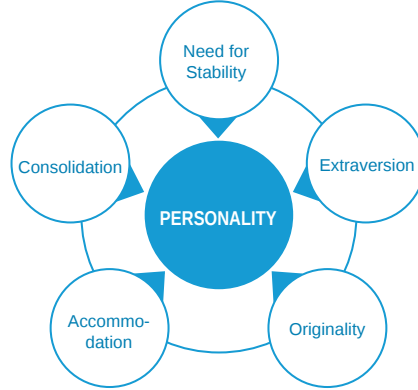 Need for
Stability
Consolidation
Extraversion
PERSONALITY
Accommo-
dation
Originality